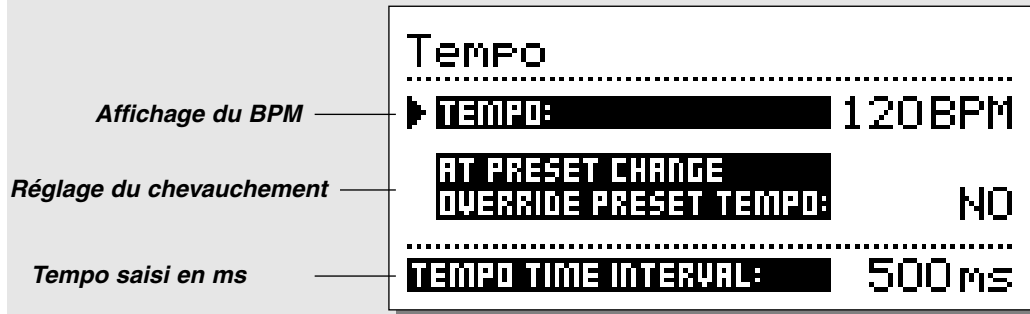 Tempo
Affichage du BPM
TEMPO: 120BPM
Réglage du chevauchement
AT PRESET CHANGE
OVERRIDE PRESET TEMPO: NO
Tempo saisi en ms
TEMPO TIME INTERVAL: 500ms